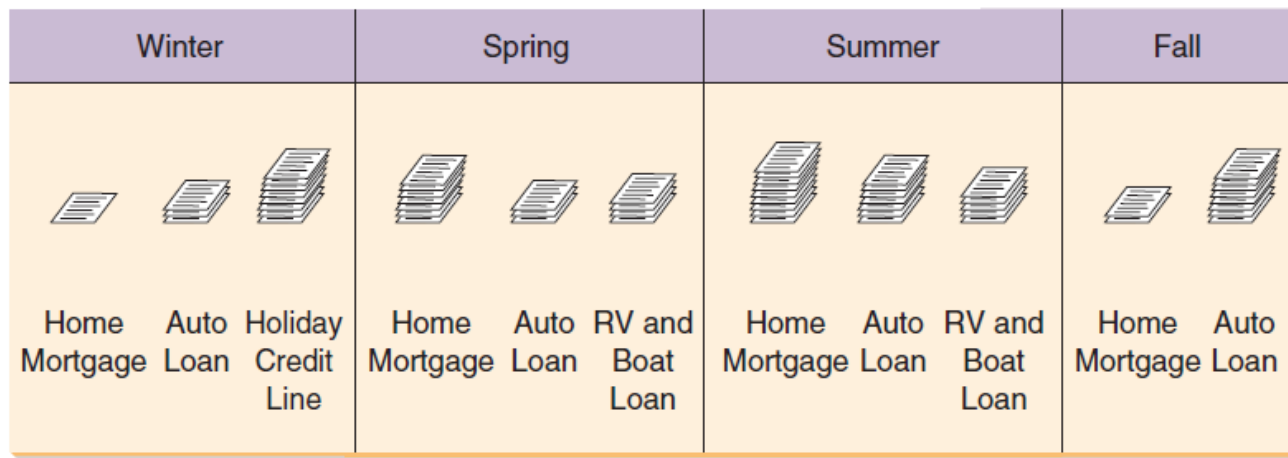 Winter Spring Summer Fall
Home Auto Holiday Home Auto RV and Home Auto RV and Home Auto
Mortgage Loan Credit Mortgage Loan Boat Mortgage Loan Boat Mortgage Loan
Line Loan Loan